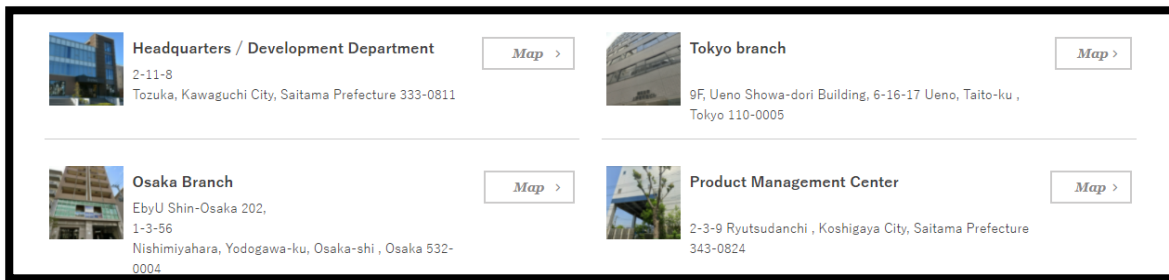 Headquarters / Development Department
Map >
2-11-8
Tozuka, Kawaguchi City, Saitama Prefecture 333-0811
Tokyo branch
Map >
9F, Ueno Showa-dori Building, 6-16-17 Ueno, Taito-ku ,
Tokyo 110-0005
Osaka Branch
Map >
EbyU Shin-Osaka 202,
1-3-56
Nishimiyahara, Yodogawa-ku, Osaka-shi , Osaka 532-
0004
Product Management Center
Map >
2-3-9 Ryutsudanchi , Koshigaya City, Saitama Prefecture
343-0824